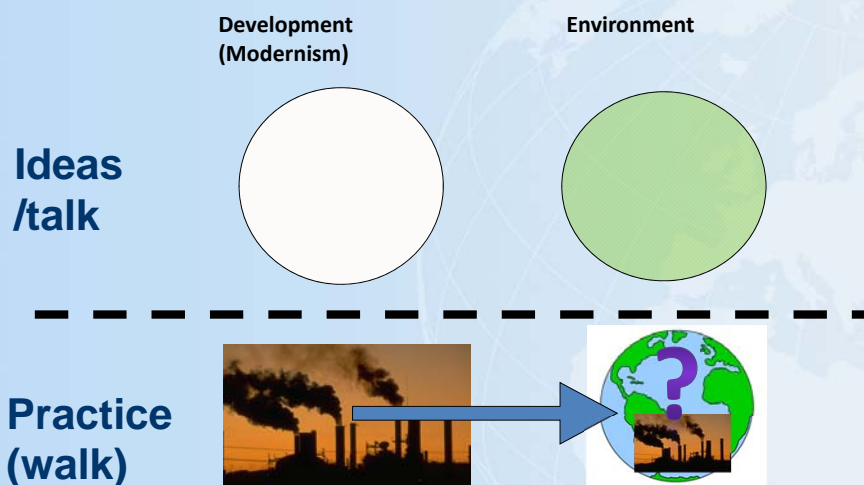 Development
(Modernism)
Environment
Ideas
/talk
Practice
(walk)
?